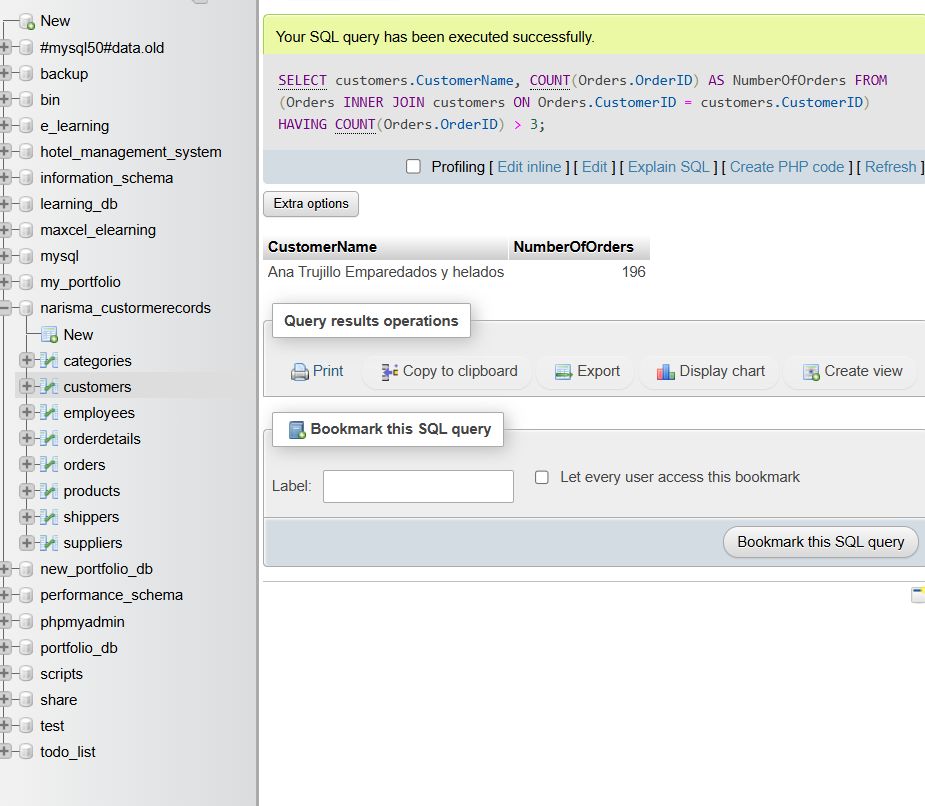 New
#mysql50#data.old
backup
bin
e_learning
hotel_management_system
information_schema
learning_db
maxcel_elearning
mysql
my_portfolio
narisma_custormerecords
New
categories
customers
employees
orderdetails
orders
products
shippers
suppliers
new_portfolio_db
performance_schema
phpmyadmin
portfolio_db
scripts
share
test
todo_list
Your SQL query has been executed successfully.
SELECT customers.CustomerName, COUNT(Orders.OrderID) AS NumberOfOrders FROM
(Orders INNER JOIN customers ON Orders.CustomerID = customers.CustomerID)
HAVING COUNT(Orders.OrderID) > 3;
Profiling [ Edit inline ] [ Edit ] [ Explain SQL ] [ Create PHP code ] [ Refresh ]
Extra options
CustomerName NumberOfOrders
Ana Trujillo Emparedados y helados 196
Query results operations
Print Copy to clipboard Export Display chart Create view
Bookmark this SQL query
Label: Let every user access this bookmark
Bookmark this SQL query